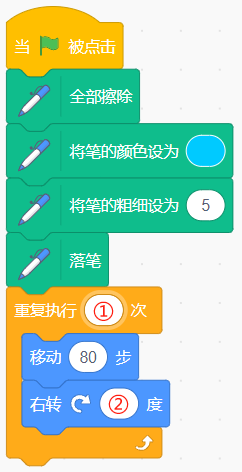 当 被点击
全部擦除
将笔的颜色设为
将笔的粗细设为 5
落笔
重复执行 ① 次
移动 80 步
右转 ② 度